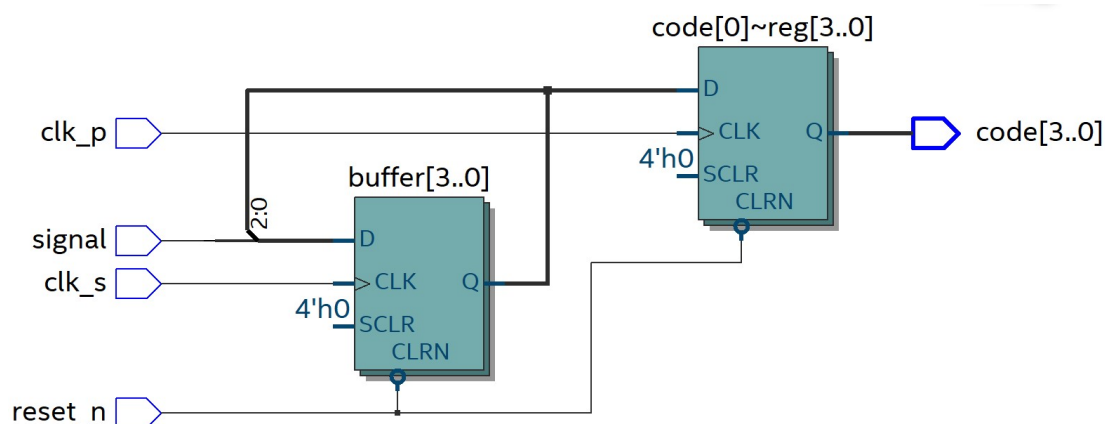 code[0]~reg[3..0]
D
clk_p
CLK
Q
code[3..0]
4'h0
SCLR
CLRN
buffer[3..0]
2:0
signal
D
clk_s
CLK
Q
4'h0
SCLR
CLRN
reset_n